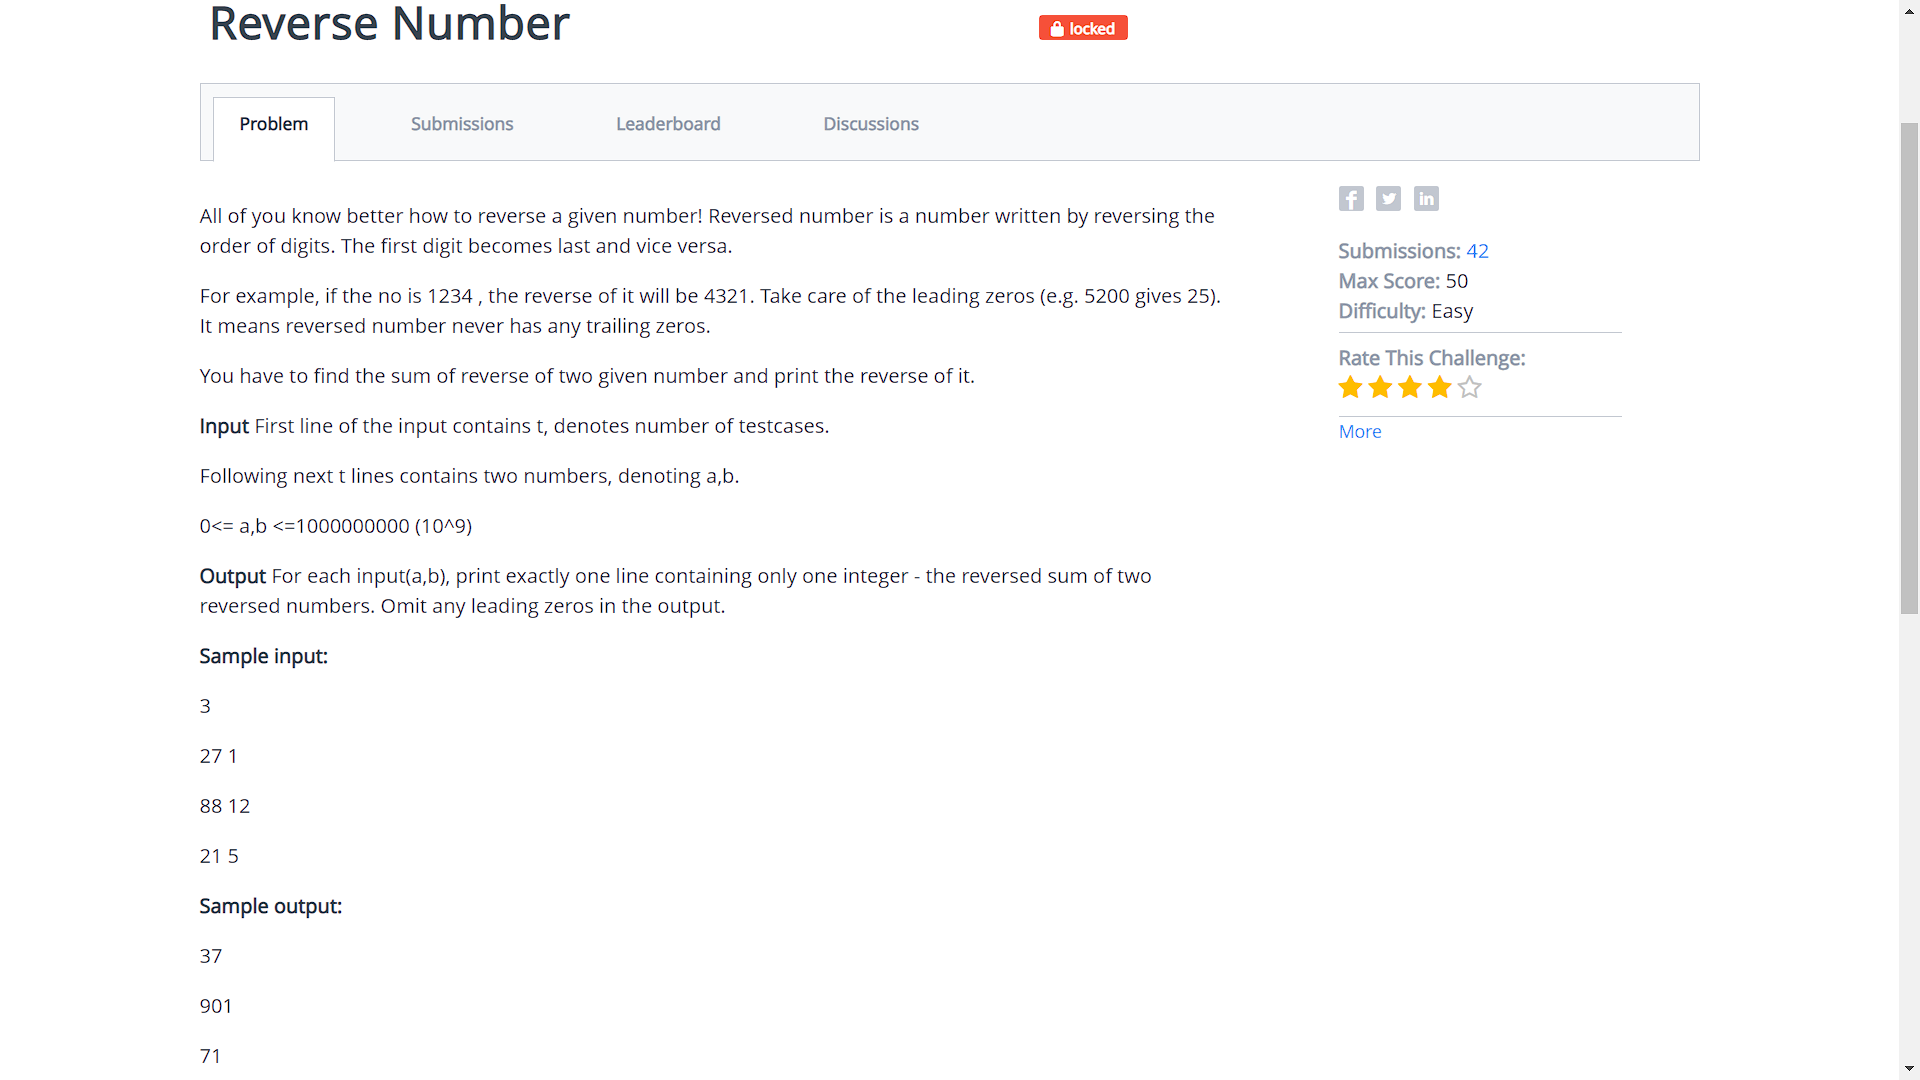 Reverse Number
locked
Problem
Submissions
Leaderboard
Discussions
All of you know better how to reverse a given number! Reversed number is a number written by reversing the
order of digits. The first digit becomes last and vice versa.
For example, if the no is 1234 , the reverse of it will be 4321. Take care of the leading zeros (e.g. 5200 gives 25).
It means reversed number never has any trailing zeros.
You have to find the sum of reverse of two given number and print the reverse of it.
Input First line of the input contains t, denotes number of testcases.
Following next t lines contains two numbers, denoting a,b.
0<= a,b <=1000000000 (10^9)
Output For each input(a,b), print exactly one line containing only one integer - the reversed sum of two
reversed numbers. Omit any leading zeros in the output.
Sample input:
3
27 1
88 12
21 5
Sample output:
37
901
71
Submissions: 42
Max Score: 50
Difficulty: Easy
Rate This Challenge:
More